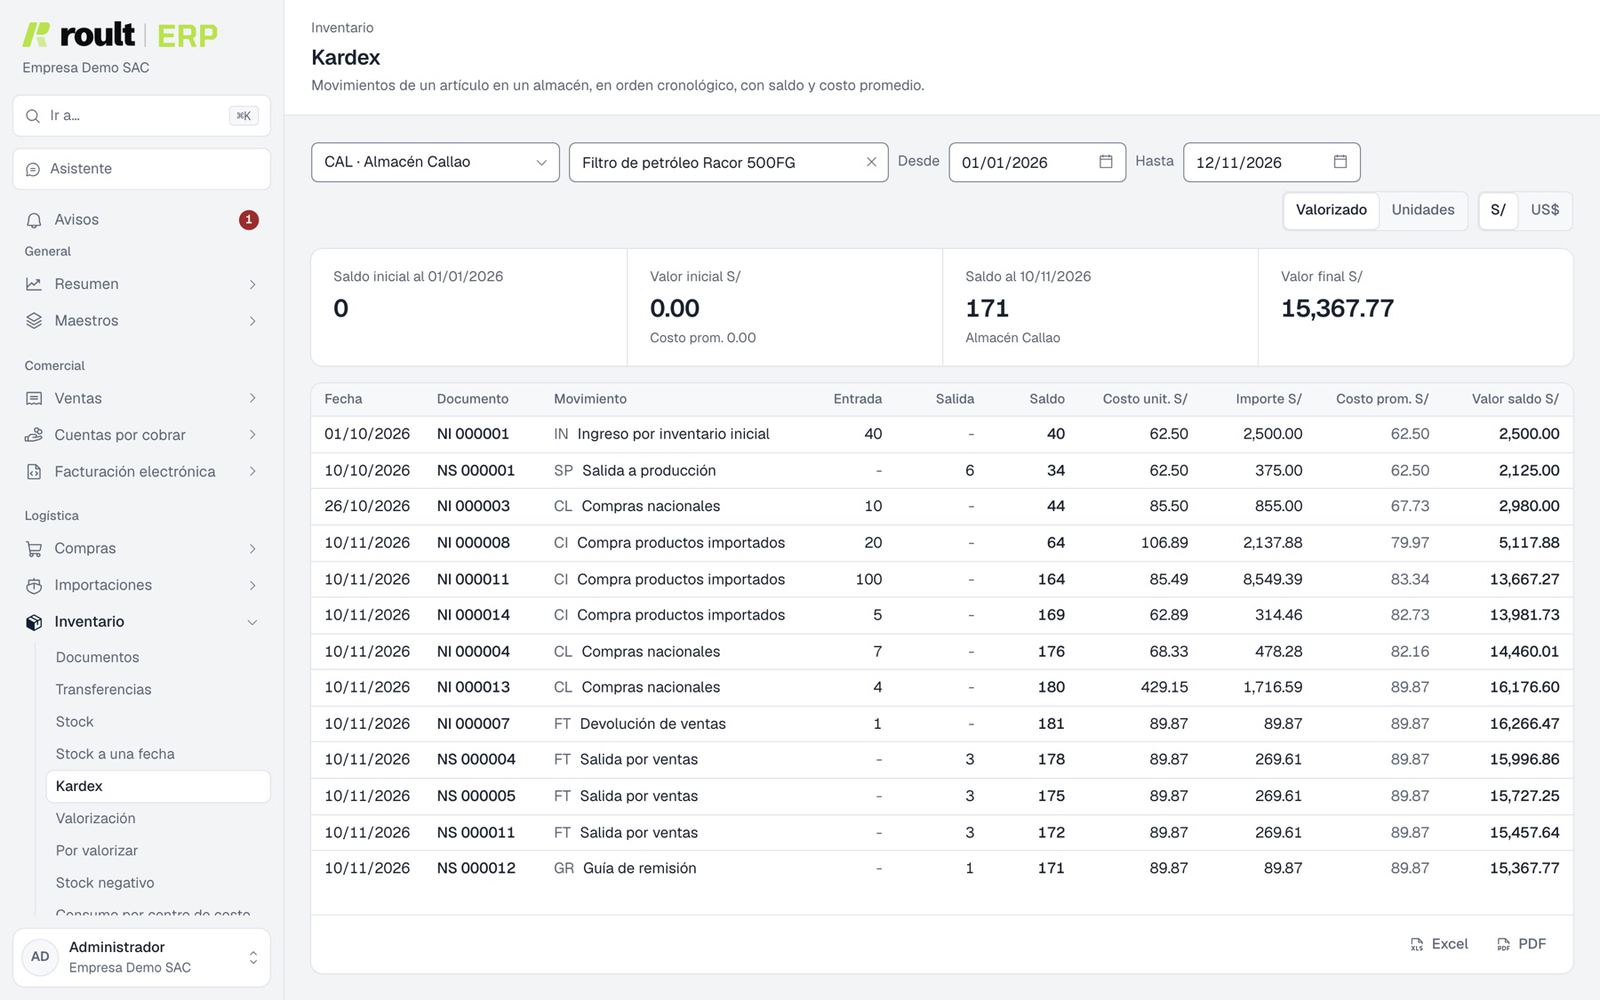 roult | ERP
Empresa Demo SAC
Ir a... ⌘K
Asistente
Avisos 1
General
Resumen
Maestros
Comercial
Ventas
Cuentas por cobrar
Facturación electrónica
Logística
Compras
Importaciones
Inventario
Documentos
Transferencias
Stock
Stock a una fecha
Kardex
Valorización
Por valorizar
Stock negativo
Consumo por centro de costo
AD Administrador
Empresa Demo SAC
Inventario
Kardex
Movimientos de un artículo en un almacén, en orden cronológico, con saldo y costo promedio.
CAL · Almacén Callao Filtro de petróleo Racor 500FG Desde 01/01/2026 Hasta 12/11/2026
Valorizado Unidades S/ US$
Saldo inicial al 01/01/2026 Valor inicial S/ Saldo al 10/11/2026 Valor final S/
0 0.00 171 15,367.77
Costo prom. 0.00 Almacén Callao
Fecha Documento Movimiento Entrada Salida Saldo Costo unit. S/ Importe S/ Costo prom. S/ Valor saldo S/
01/10/2026 NI 000001 IN Ingreso por inventario inicial 40 - 40 62.50 2,500.00 62.50 2,500.00
10/10/2026 NS 000001 SP Salida a producción - 6 34 62.50 375.00 62.50 2,125.00
26/10/2026 NI 000003 CL Compras nacionales 10 - 44 85.50 855.00 67.73 2,980.00
10/11/2026 NI 000008 CI Compra productos importados 20 - 64 106.89 2,137.88 79.97 5,117.88
10/11/2026 NI 000011 CI Compra productos importados 100 - 164 85.49 8,549.39 83.34 13,667.27
10/11/2026 NI 000014 CI Compra productos importados 5 - 169 62.89 314.46 82.73 13,981.73
10/11/2026 NI 000004 CL Compras nacionales 7 - 176 68.33 478.28 82.16 14,460.01
10/11/2026 NI 000013 CL Compras nacionales 4 - 180 429.15 1,716.59 89.87 16,176.60
10/11/2026 NI 000007 FT Devolución de ventas 1 - 181 89.87 89.87 89.87 16,266.47
10/11/2026 NS 000004 FT Salida por ventas - 3 178 89.87 269.61 89.87 15,996.86
10/11/2026 NS 000005 FT Salida por ventas - 3 175 89.87 269.61 89.87 15,727.25
10/11/2026 NS 000011 FT Salida por ventas - 3 172 89.87 269.61 89.87 15,457.64
10/11/2026 NS 000012 GR Guía de remisión - 1 171 89.87 89.87 89.87 15,367.77
XLS Excel PDF PDF